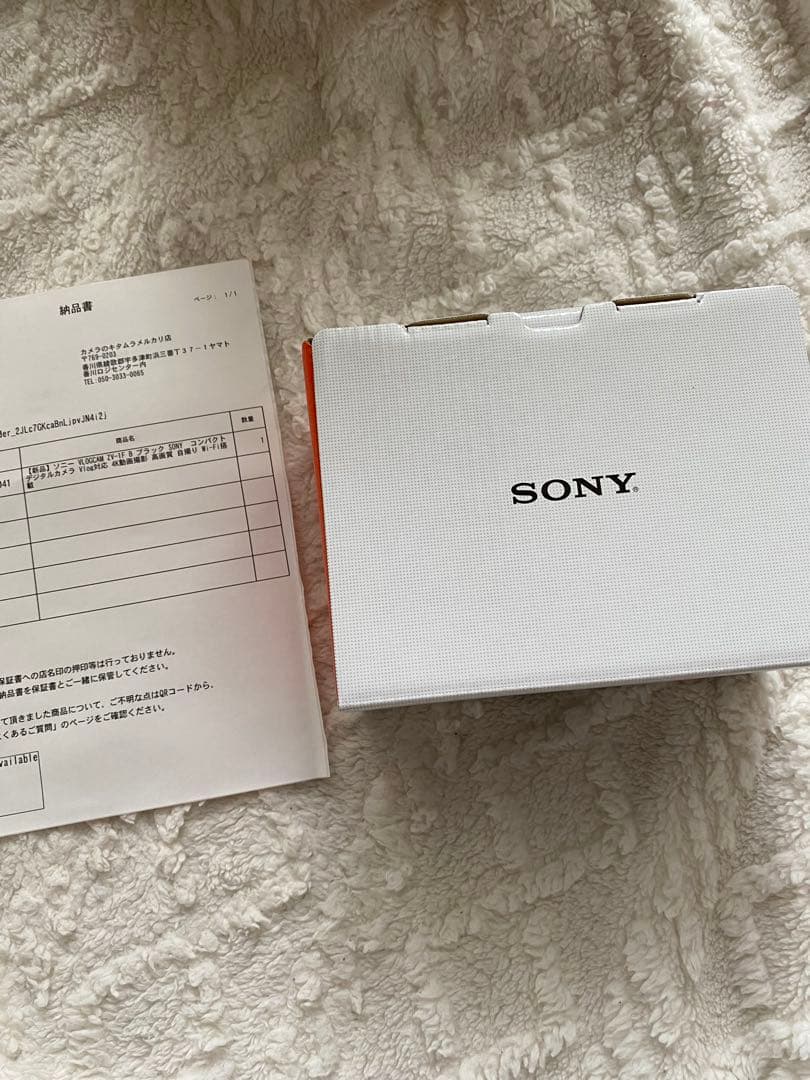 納品書
ページ: 1/1
カメラのキタムラメルカリ店
〒769-0203
香川県綾歌郡宇多津町浜三番丁37-1ヤマト
香川ロジセンター内
TEL:050-3033-0065
der_2JLc7GKcaBnLjpvJN4i2j
商品名
数量
041
【新品】ソニー VLOGCAM ZV-1F B ブラック SONY コンパクト
デジタルカメラ Vlog対応 4K動画撮影 高画質 自撮り Wi-Fi搭
載
1
保証書への店名印の押印等は行っておりません。
納品書を保証書とご一緒に保管してください。
て頂きました商品について、ご不明な点はQRコードから、
くあるご質問」のページをご確認ください。
vailable
SONY®